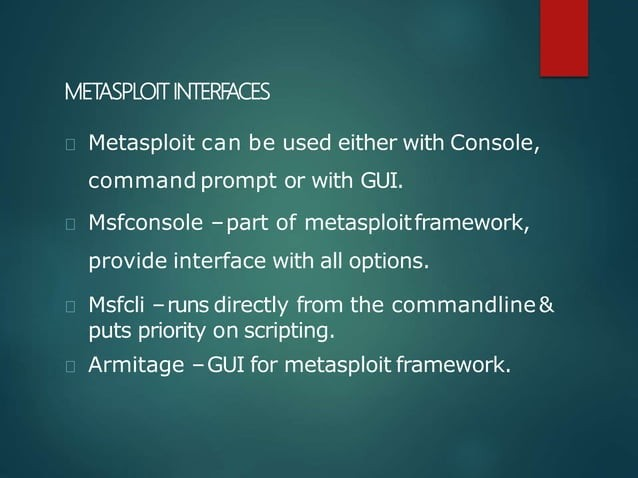 METASPLOIT INTERFACES
Metasploit can be used either with Console,
command prompt or with GUI.
Msfconsole – part of metasploit framework,
provide interface with all options.
Msfcli – runs directly from the commandline &
puts priority on scripting.
Armitage – GUI for metasploit framework.